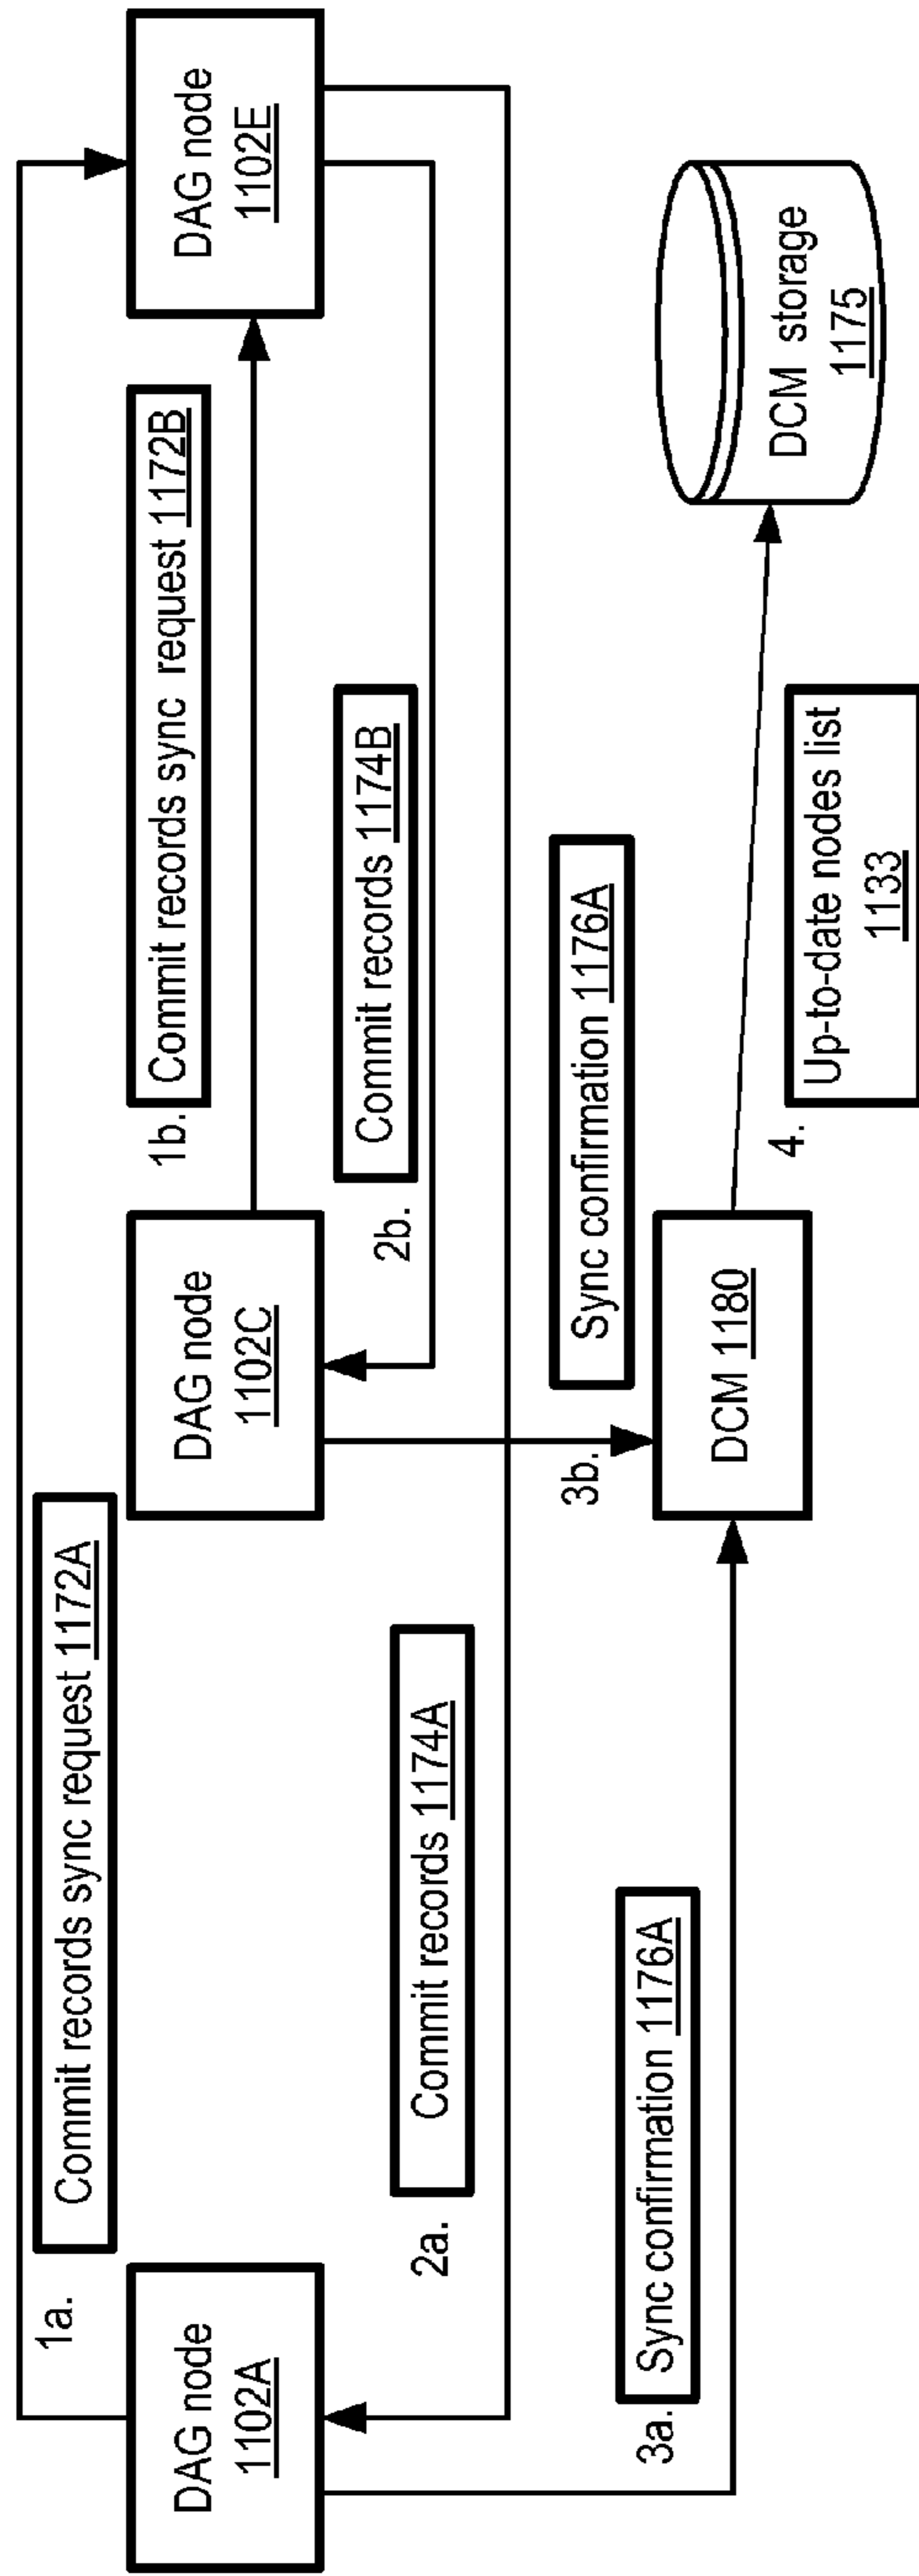 1a.
Commit records sync request 1172A
1b.
Commit records sync request 1172B
DAG node
1102A
DAG node
1102C
DAG node
1102E
2b.
Commit records 1174B
2a.
Commit records 1174A
3b.
Sync confirmation 1176A
3a.
Sync confirmation 1176A
DCM 1180
DCM storage
1175
4.
Up-to-date nodes list
1133